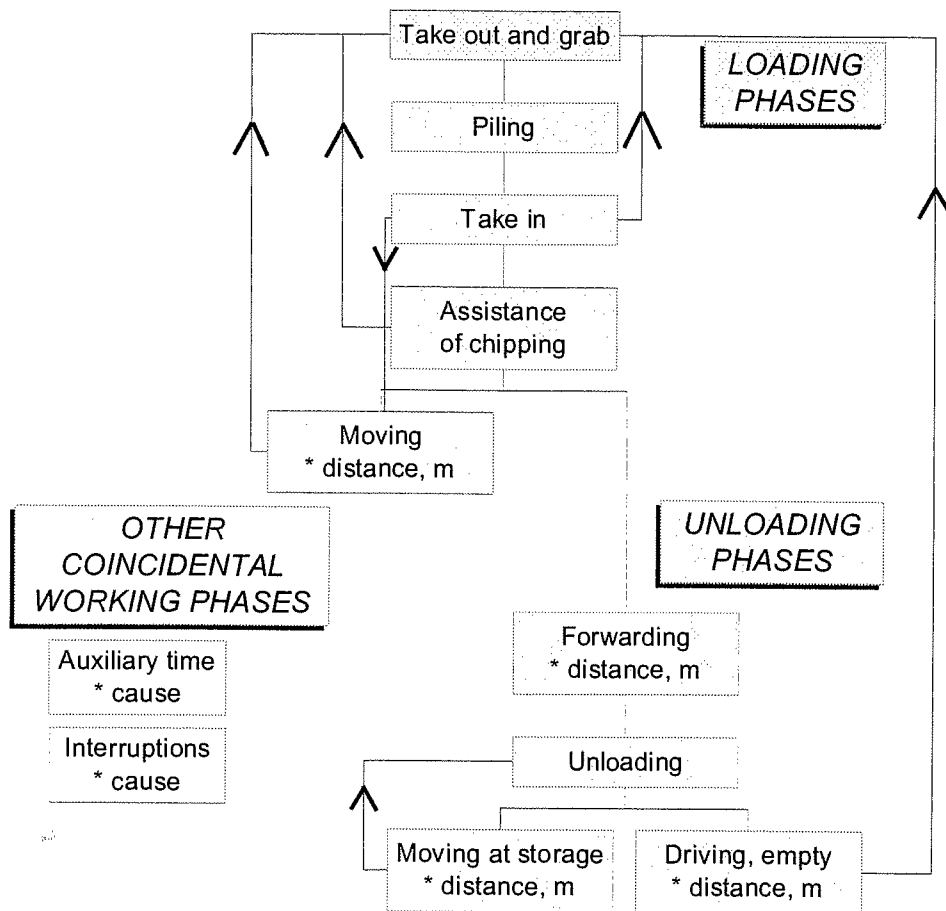 Take out and grab
LOADING
PHASES
Piling
Take in
Assistance
of chipping
Moving
* distance, m
OTHER
COINCIDENTAL
WORKING PHASES
UNLOADING
PHASES
Auxiliary time
* cause
Forwarding
* distance, m
Interruptions
* cause
Unloading
Moving at storage
* distance, m
Driving, empty
* distance, m